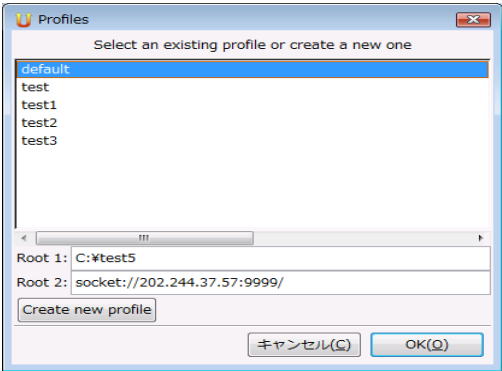 Profiles
Select an existing profile or create a new one
default
test
test1
test2
test3
Root 1: C:¥test5
Root 2: socket://202.244.37.57:9999/
Create new profile
キャンセル(C) OK(O)